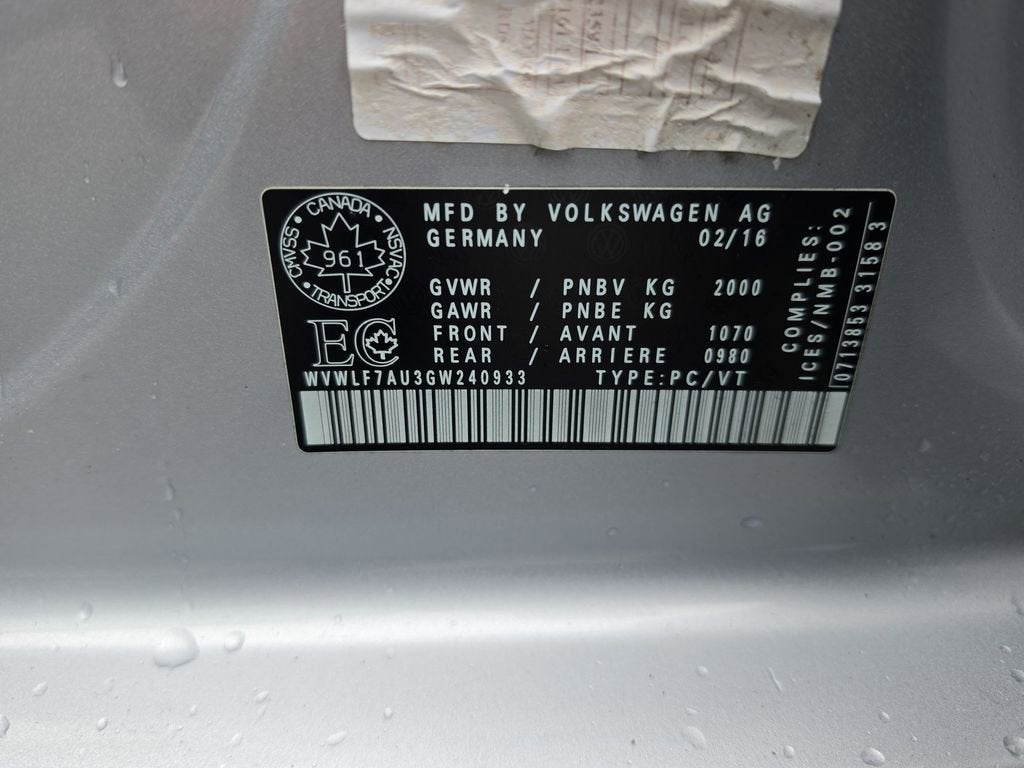 CANADA
CMVSS
NSVAC
961
TRANSPORT
EC
MFD BY VOLKSWAGEN AG
GERMANY 02/16
GVWR / PNBV KG 2000
GAWR / PNBE KG
FRONT / AVANT 1070
REAR / ARRIERE 0980
WVWLF7AU3GW240933 TYPE:PC/VT
COMPLIES:
ICES/NMB-002
0713853 3158 3